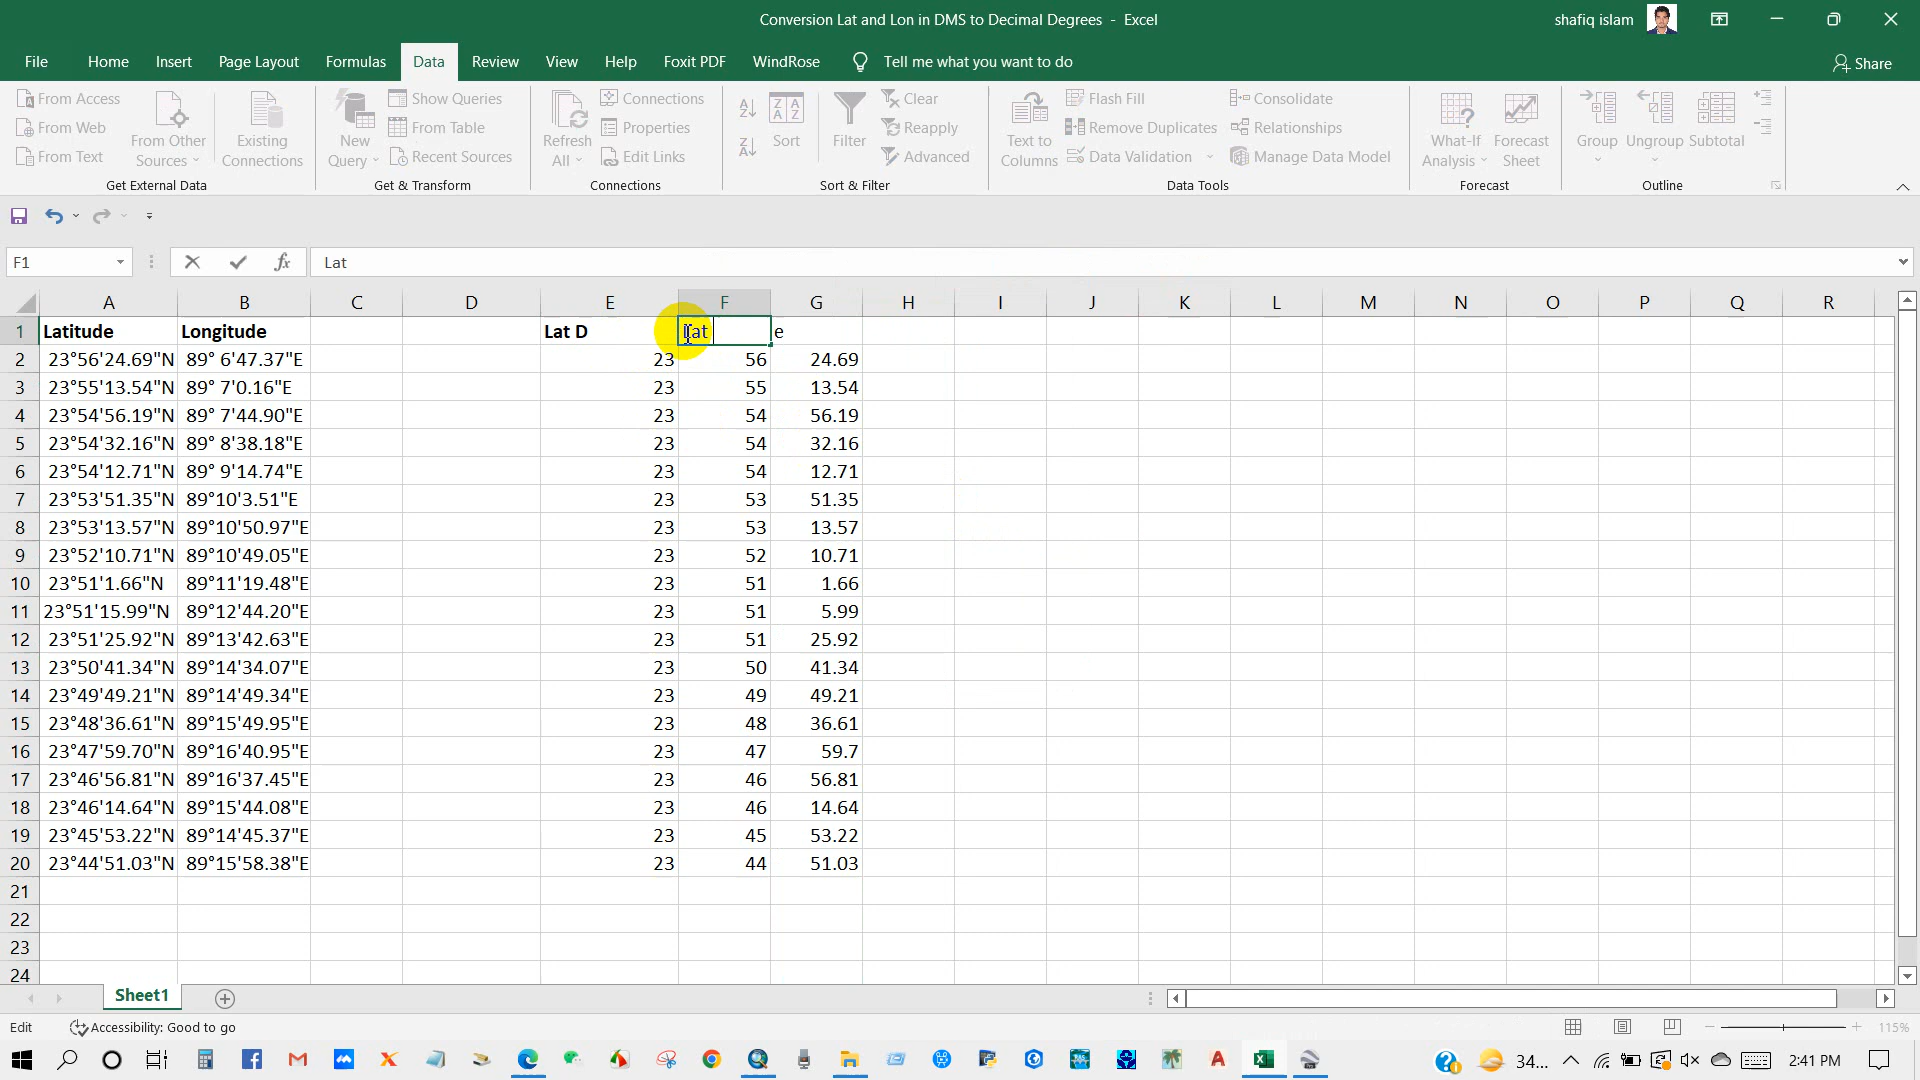 Conversion Lat and Lon in DMS to Decimal Degrees - Excel
shafiq islam
File Home Insert Page Layout Formulas Data Review View Help Foxit PDF WindRose Tell me what you want to do Share
From Access
From Web
From Text
From Other Sources
Existing Connections
Get External Data
New Query
Show Queries
From Table
Recent Sources
Get & Transform
Refresh All
Connections
Properties
Edit Links
Connections
Sort
Filter
Clear
Reapply
Advanced
Sort & Filter
Text to Columns
Flash Fill
Remove Duplicates
Data Validation
Consolidate
Relationships
Manage Data Model
Data Tools
What-If Analysis
Forecast Sheet
Forecast
Group
Ungroup
Subtotal
Outline
F1 fx Lat
A B C D E F G H I J K L M N O P Q R
1 Latitude Longitude Lat D Lat e
2 23°56'24.69"N 89° 6'47.37"E 23 56 24.69
3 23°55'13.54"N 89° 7'0.16"E 23 55 13.54
4 23°54'56.19"N 89° 7'44.90"E 23 54 56.19
5 23°54'32.16"N 89° 8'38.18"E 23 54 32.16
6 23°54'12.71"N 89° 9'14.74"E 23 54 12.71
7 23°53'51.35"N 89°10'3.51"E 23 53 51.35
8 23°53'13.57"N 89°10'50.97"E 23 53 13.57
9 23°52'10.71"N 89°10'49.05"E 23 52 10.71
10 23°51'1.66"N 89°11'19.48"E 23 51 1.66
11 23°51'15.99"N 89°12'44.20"E 23 51 5.99
12 23°51'25.92"N 89°13'42.63"E 23 51 25.92
13 23°50'41.34"N 89°14'34.07"E 23 50 41.34
14 23°49'49.21"N 89°14'49.34"E 23 49 49.21
15 23°48'36.61"N 89°15'49.95"E 23 48 36.61
16 23°47'59.70"N 89°16'40.95"E 23 47 59.7
17 23°46'56.81"N 89°16'37.45"E 23 46 56.81
18 23°46'14.64"N 89°15'44.08"E 23 46 14.64
19 23°45'53.22"N 89°14'45.37"E 23 45 53.22
20 23°44'51.03"N 89°15'58.38"E 23 44 51.03
21
22
23
24
Sheet1
Edit Accessibility: Good to go 115%
34... 2:41 PM